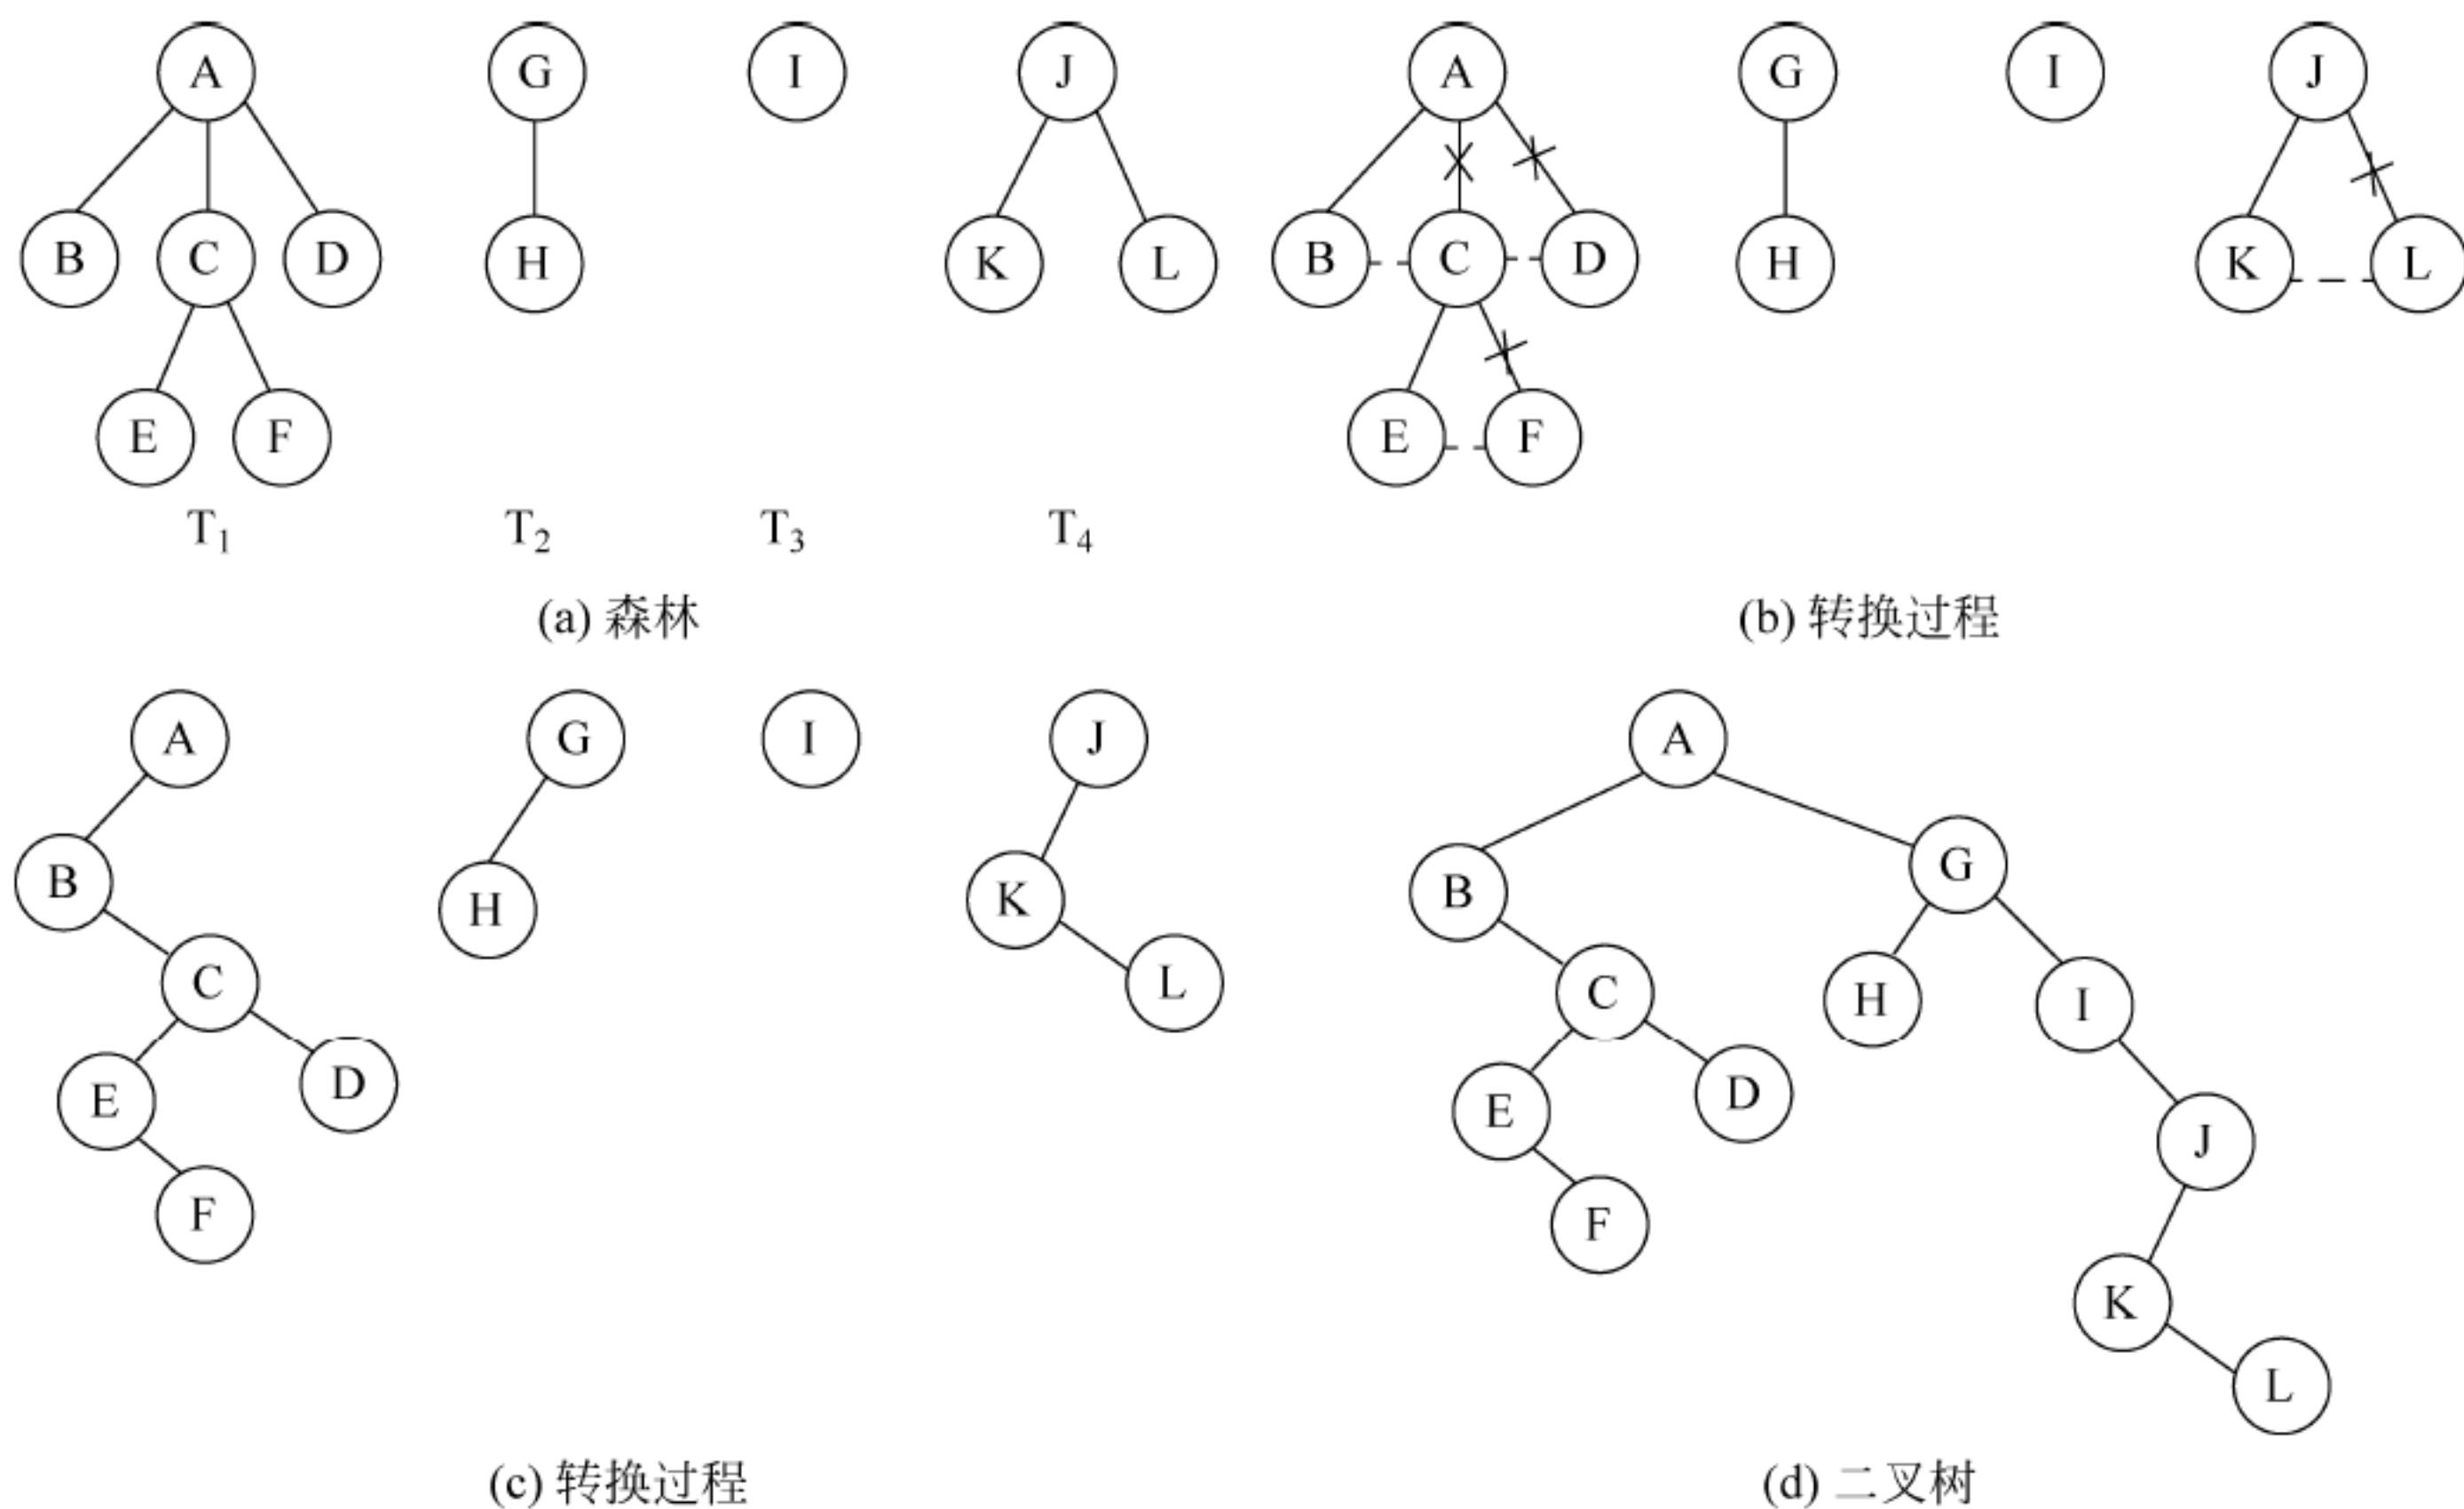 A G I J A G I J
B C D H K L B C D H K L
E F E F
T1 T2 T3 T4
(a) 森林 (b) 转换过程
A G I J A
B H K G
C L B H I
E D C J
F E D K
F L
(c) 转换过程 (d) 二叉树